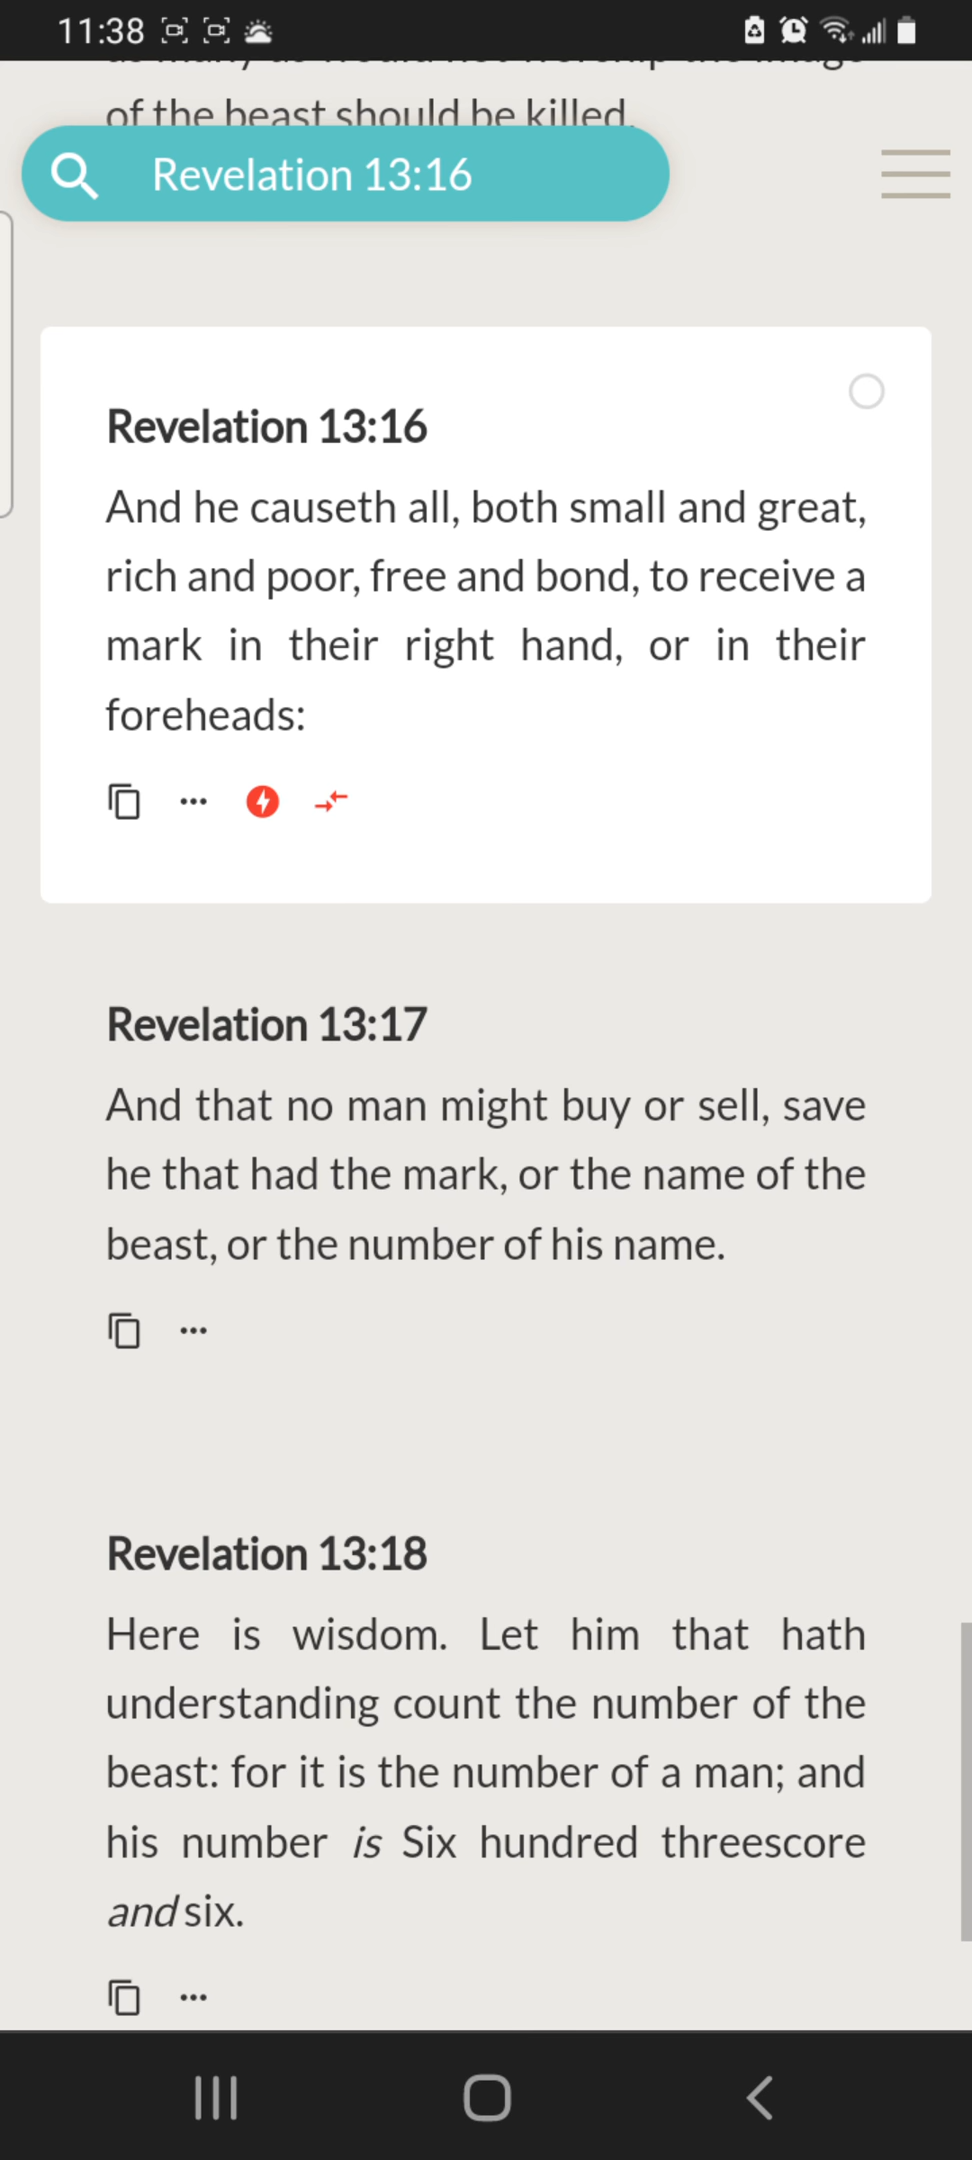 11:38
of the beast should be killed.
Revelation 13:16
Revelation 13:16
And he causeth all, both small and great,
rich and poor, free and bond, to receive a
mark in their right hand, or in their
foreheads:
Revelation 13:17
And that no man might buy or sell, save
he that had the mark, or the name of the
beast, or the number of his name.
Revelation 13:18
Here is wisdom. Let him that hath
understanding count the number of the
beast: for it is the number of a man; and
his number is Six hundred threescore
and six.